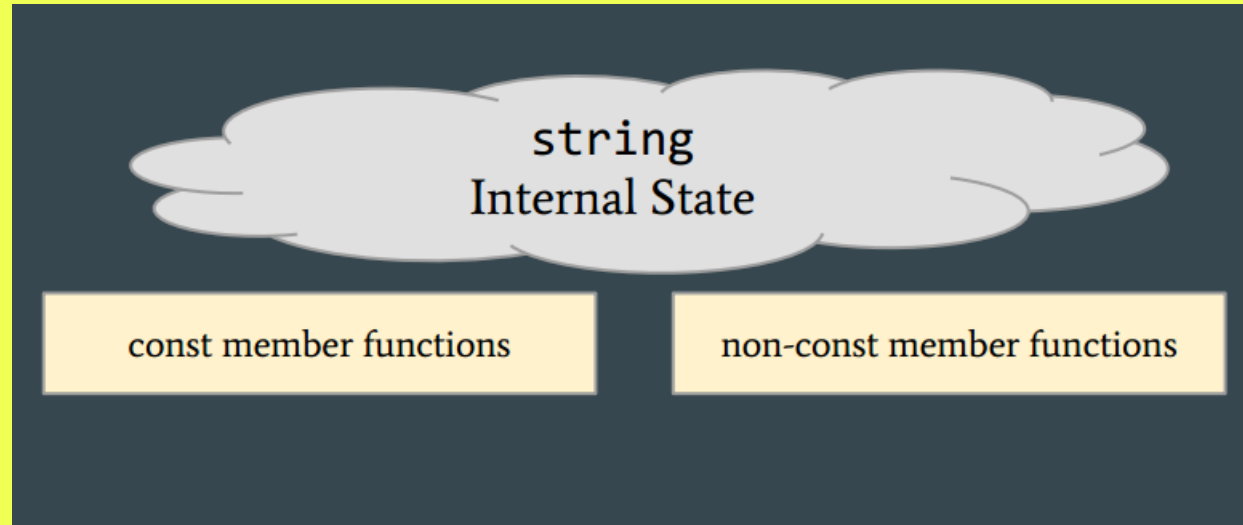 string
Internal State
const member functions
non-const member functions